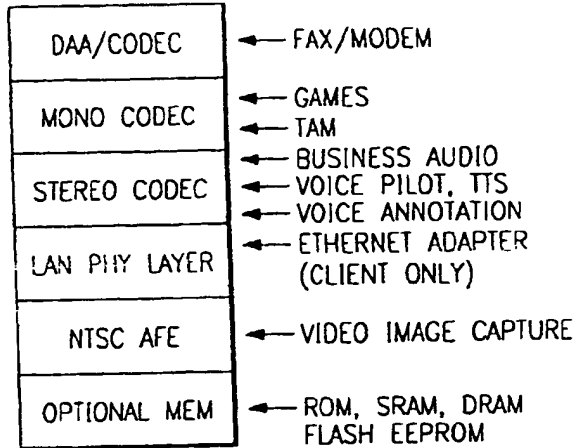 DAA/CODEC
FAX/MODEM
MONO CODEC
GAMES
TAM
STEREO CODEC
BUSINESS AUDIO
VOICE PILOT, TTS
VOICE ANNOTATION
LAN PHY LAYER
ETHERNET ADAPTER
(CLIENT ONLY)
NTSC AFE
VIDEO IMAGE CAPTURE
OPTIONAL MEM
ROM, SRAM, DRAM
FLASH EEPROM